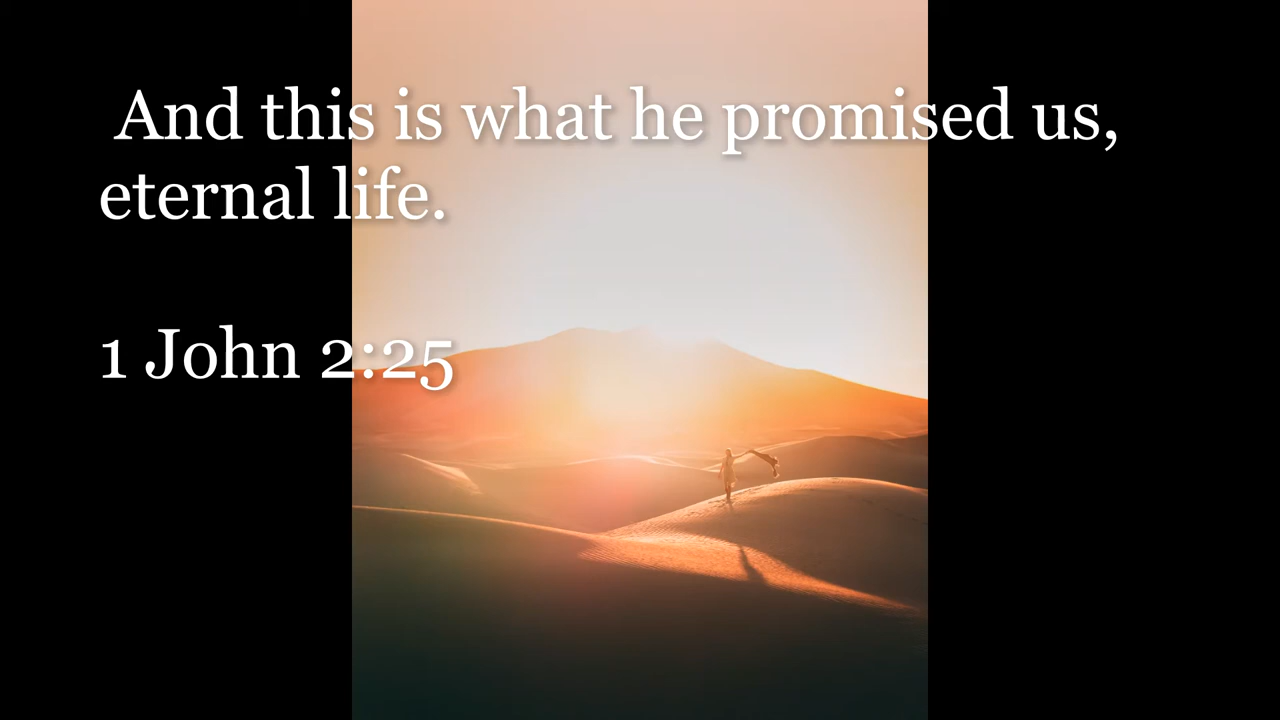 And this is what he promised us,
eternal life.
1 John 2:25